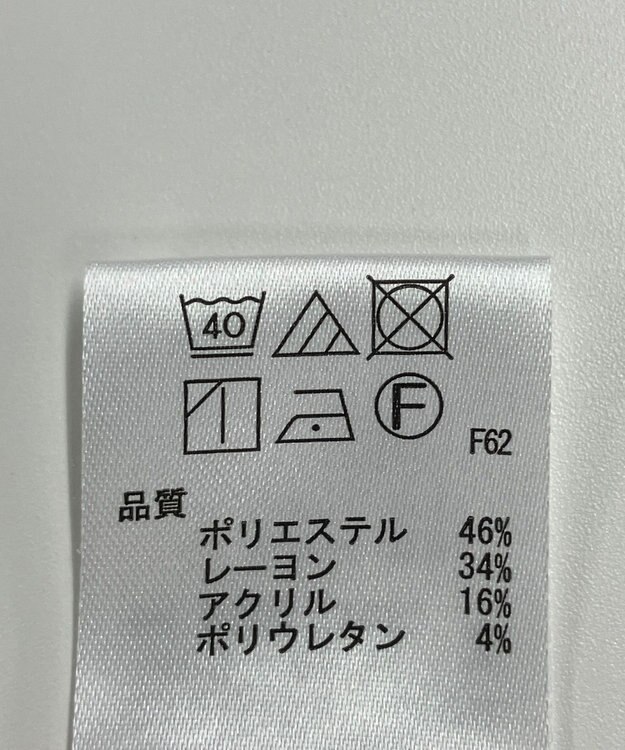 40
F
F62
品質
ポリエステル 46%
レーヨン 34%
アクリル 16%
ポリウレタン 4%